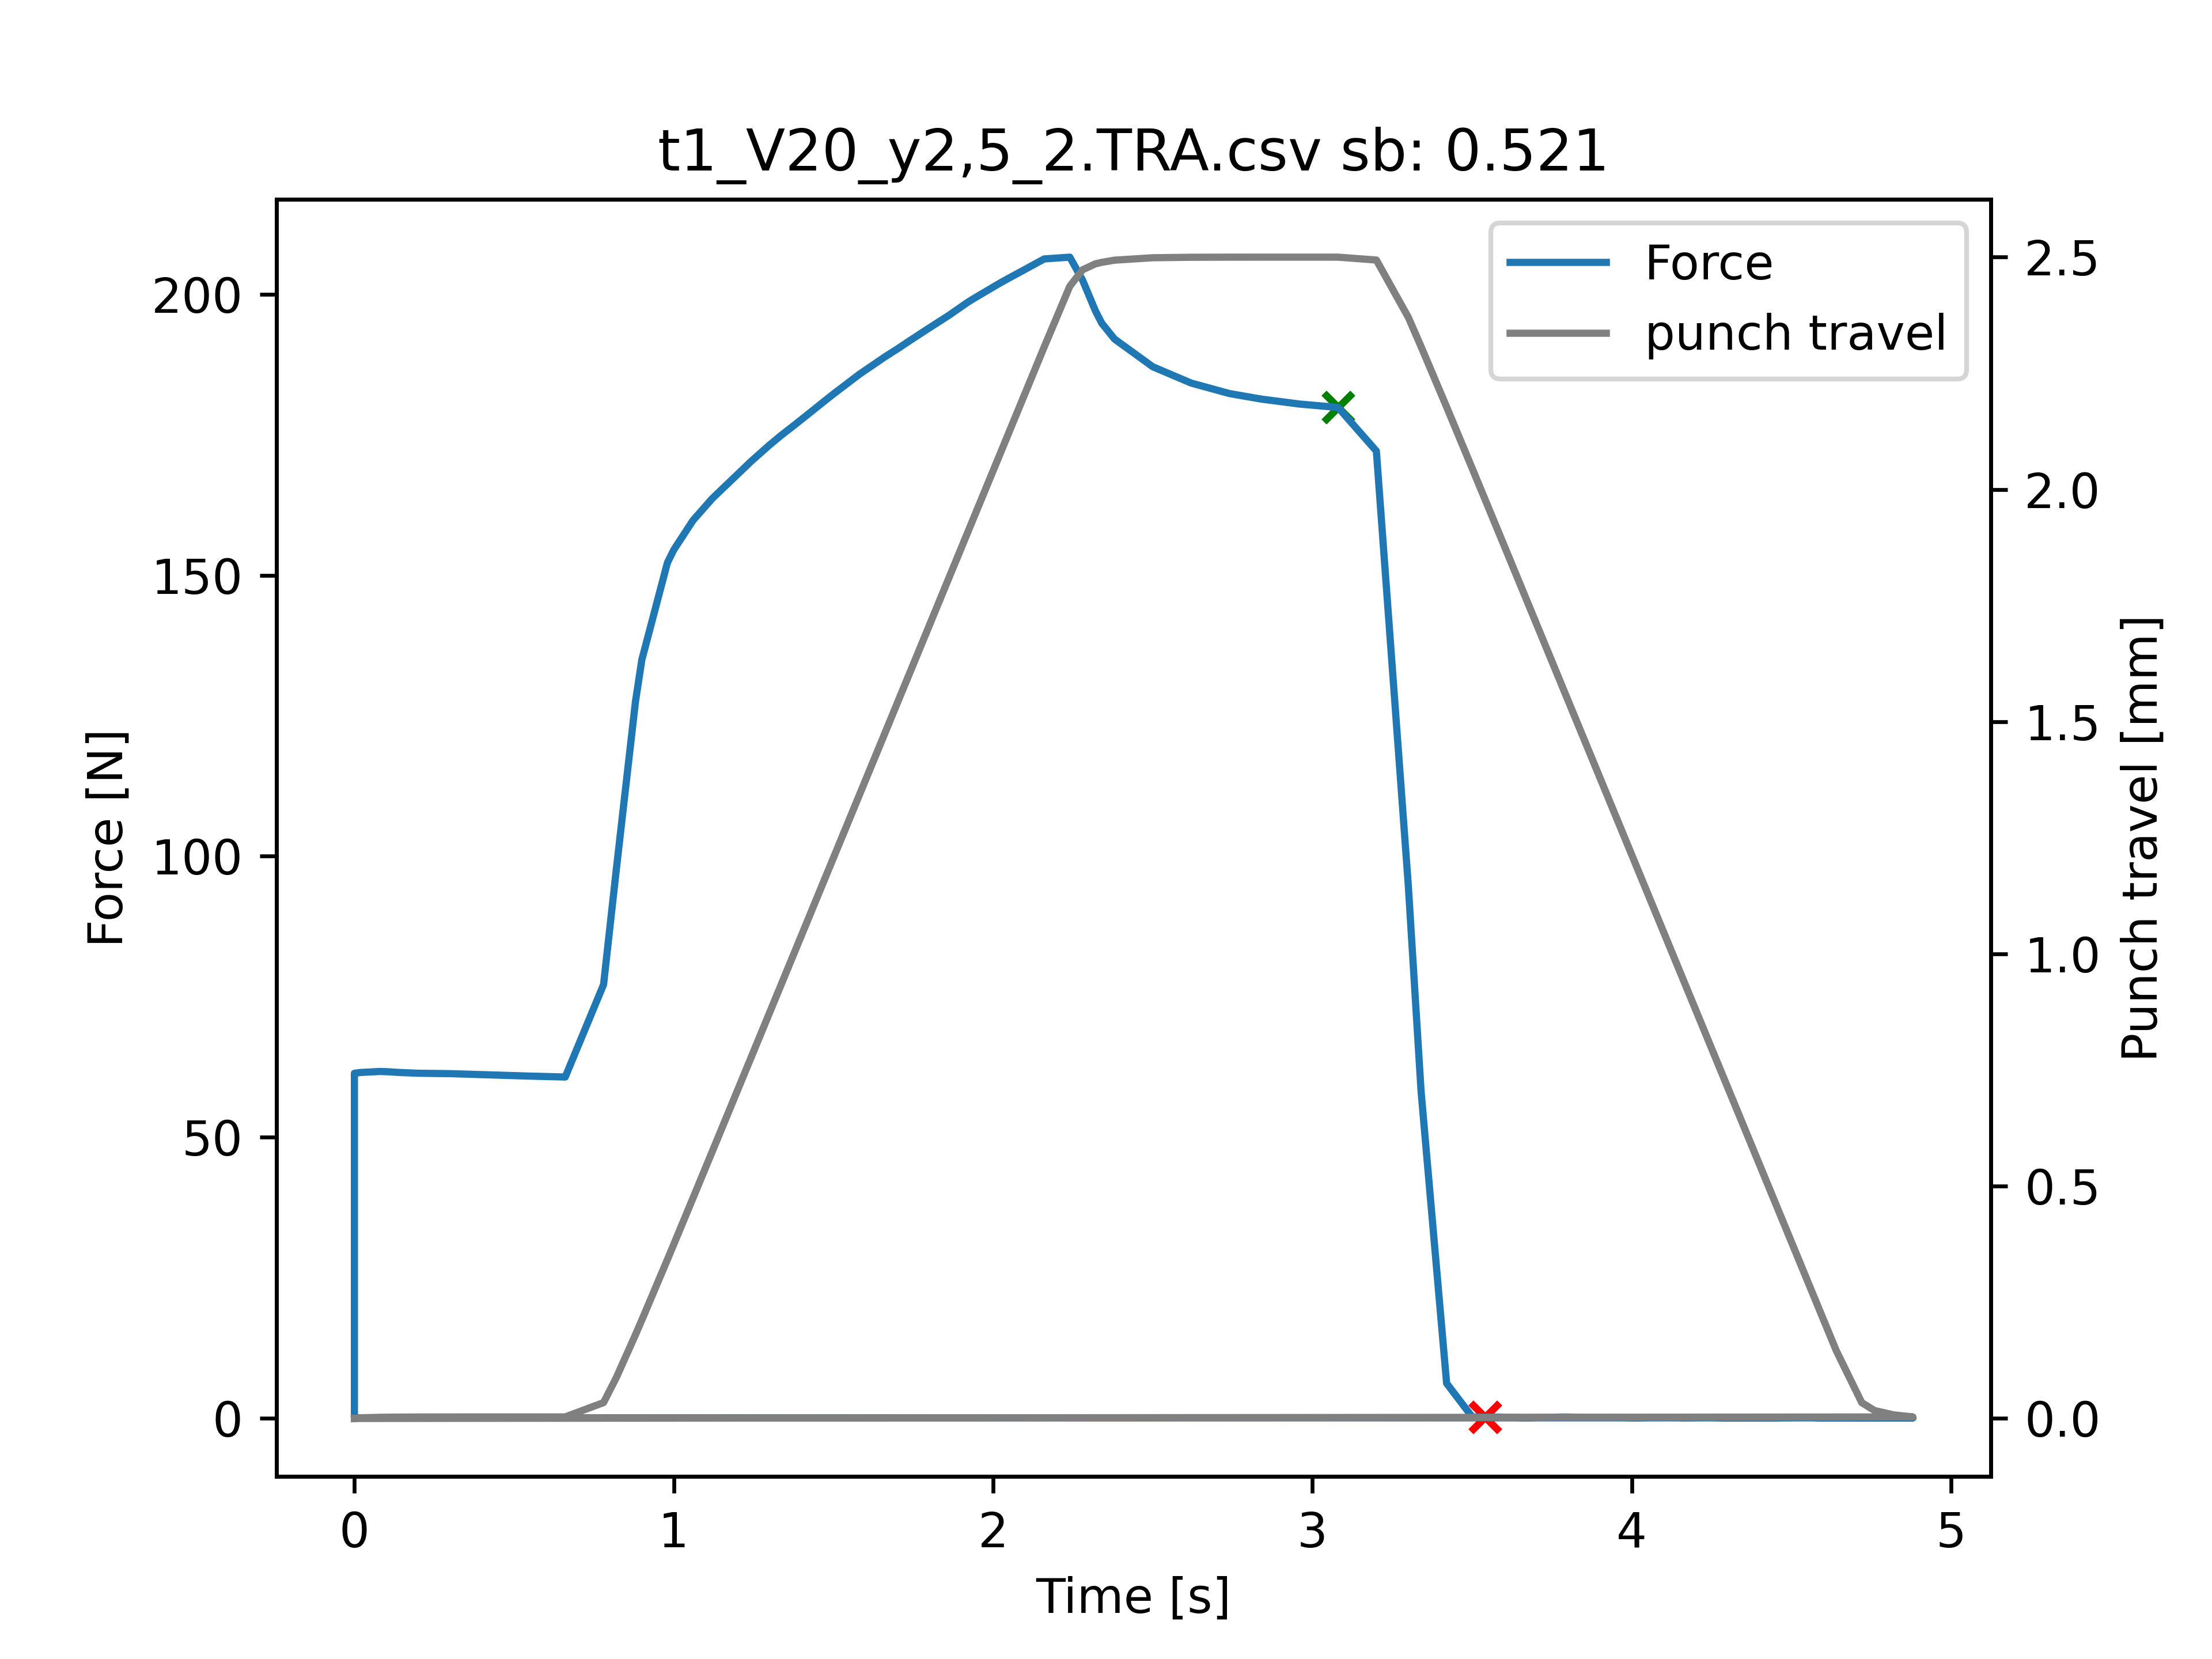 t1_V20_y2,5_2.TRA.csv sb: 0.521
Force
punch travel
Force [N]
200
150
100
50
0
2.5
2.0
1.5
1.0
0.5
0.0
Punch travel [mm]
0 1 2 3 4 5
Time [s]